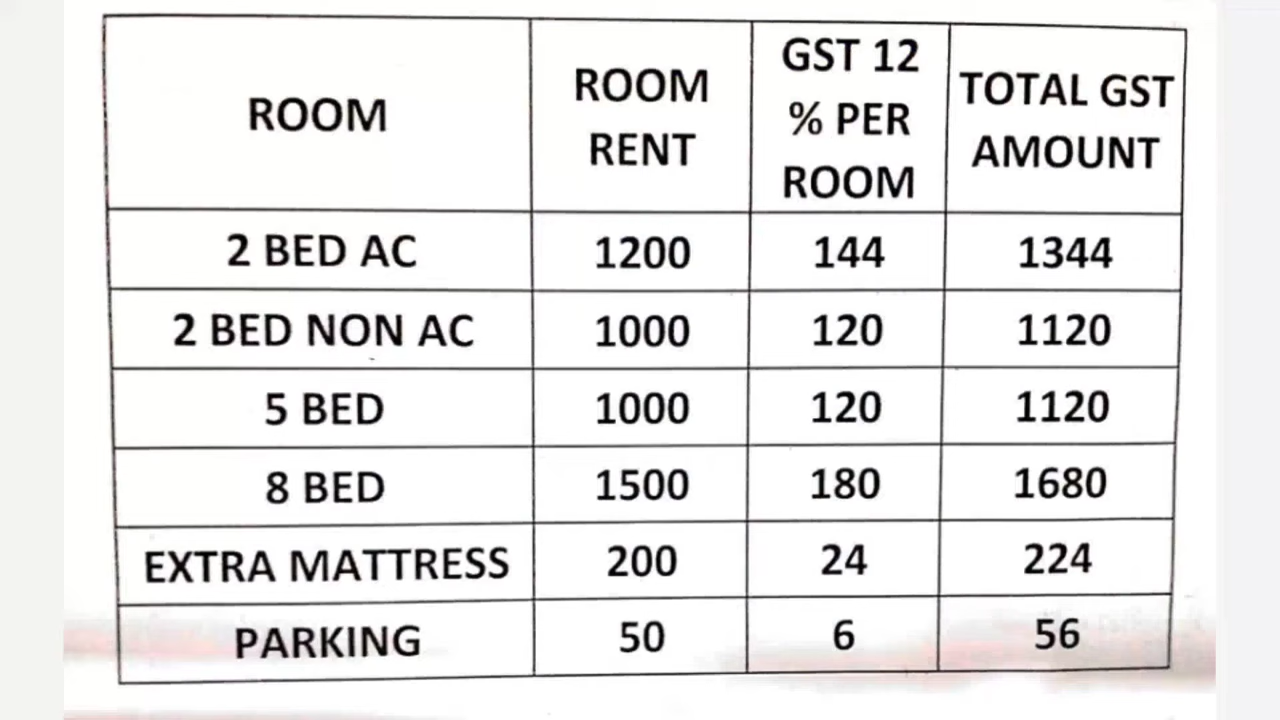 ROOM ROOM RENT GST 12 % PER ROOM TOTAL GST AMOUNT
2 BED AC 1200 144 1344
2 BED NON AC 1000 120 1120
5 BED 1000 120 1120
8 BED 1500 180 1680
EXTRA MATTRESS 200 24 224
PARKING 50 6 56